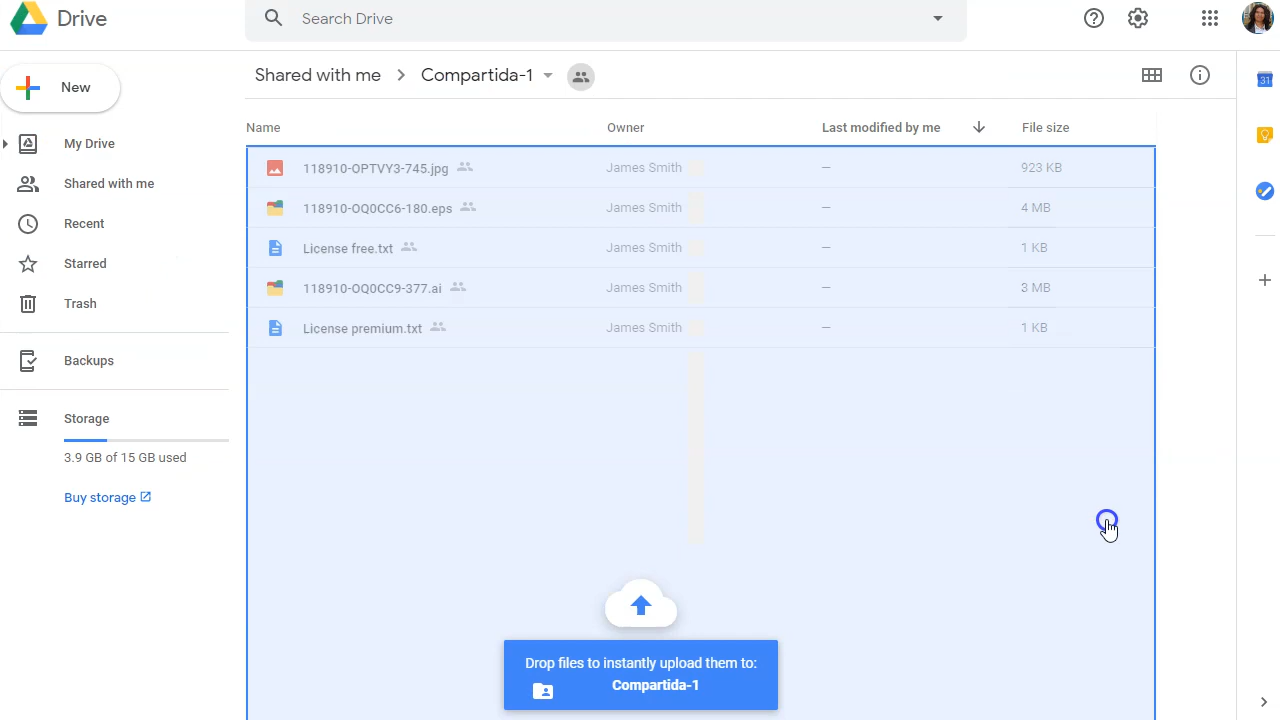 Drive
Search Drive
New
Shared with me
Compartida-1
My Drive
Shared with me
Recent
Starred
Trash
Backups
Storage
3.9 GB of 15 GB used
Buy storage
Name Owner Last modified by me File size
118910-OPTVY3-745.jpg James Smith — 923 KB
118910-OQ0CC6-180.eps James Smith — 4 MB
License free.txt James Smith — 1 KB
118910-OQ0CC9-377.ai James Smith — 3 MB
License premium.txt James Smith — 1 KB
Drop files to instantly upload them to:
Compartida-1
31